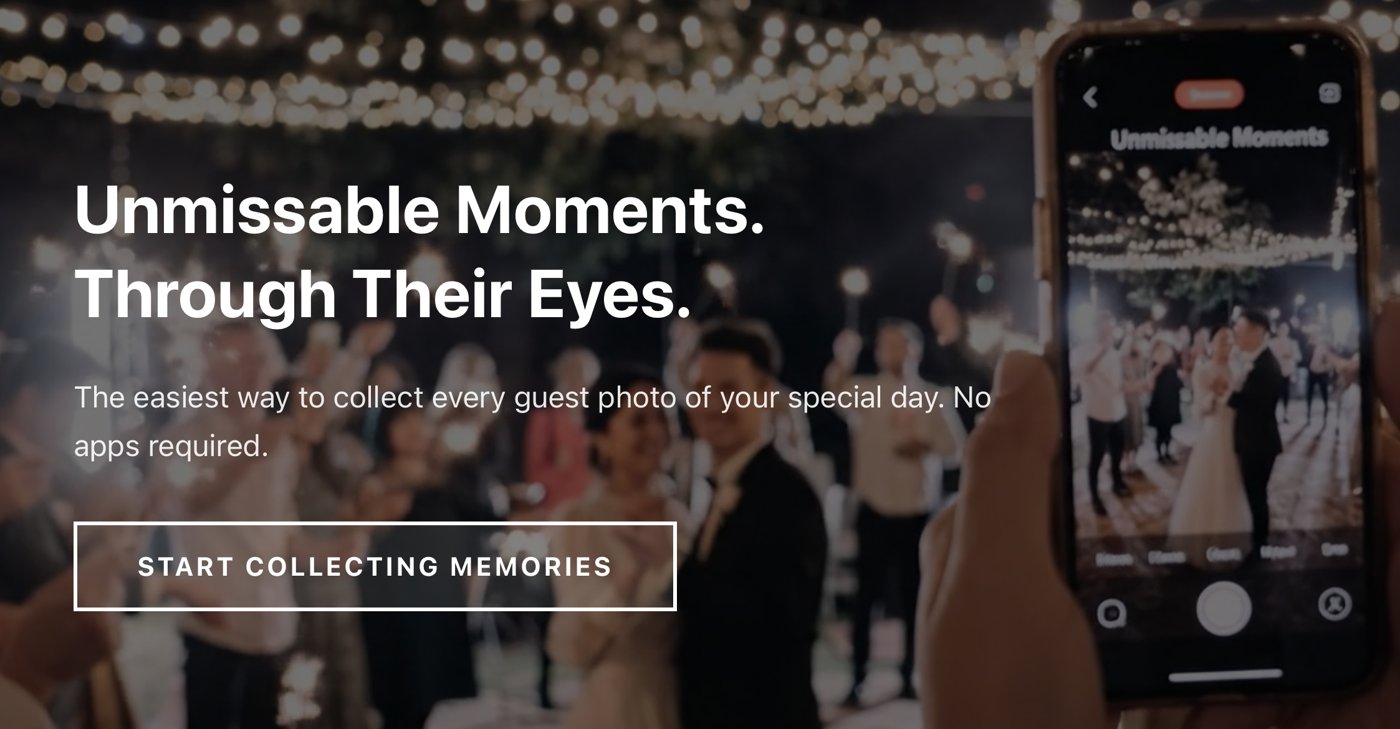 Unmissable Moments
Unmissable Moments.
Through Their Eyes.
The easiest way to collect every guest photo of your special day. No
apps required.
START COLLECTING MEMORIES